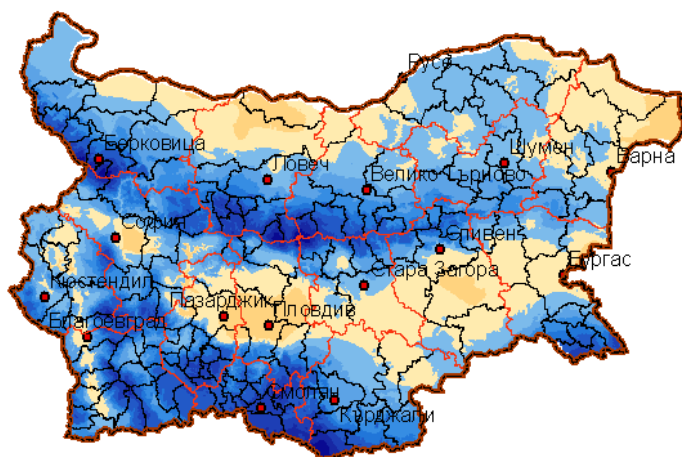 Русе
Берковица
Ловеч
Шумен
Варна
Велико Търново
София
Сливен
Бургас
Стара Загора
Кюстендил
Пазарджик
Пловдив
Благоевград
Смолян
Кърджали